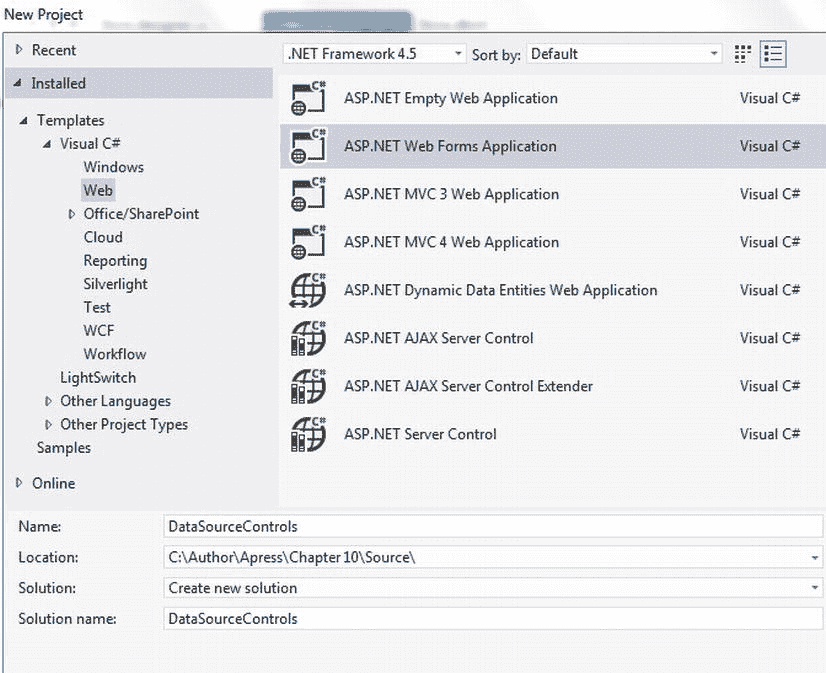 New Project
Recent
Installed
Templates
Visual C#
Windows
Web
Office/SharePoint
Cloud
Reporting
Silverlight
Test
WCF
Workflow
LightSwitch
Other Languages
Other Project Types
Samples
Online
.NET Framework 4.5 Sort by: Default
ASP.NET Empty Web Application Visual C#
ASP.NET Web Forms Application Visual C#
ASP.NET MVC 3 Web Application Visual C#
ASP.NET MVC 4 Web Application Visual C#
ASP.NET Dynamic Data Entities Web Application Visual C#
ASP.NET AJAX Server Control Visual C#
ASP.NET AJAX Server Control Extender Visual C#
ASP.NET Server Control Visual C#
Name: DataSourceControls
Location: C:\Author\Apress\Chapter 10\Source\
Solution: Create new solution
Solution name: DataSourceControls